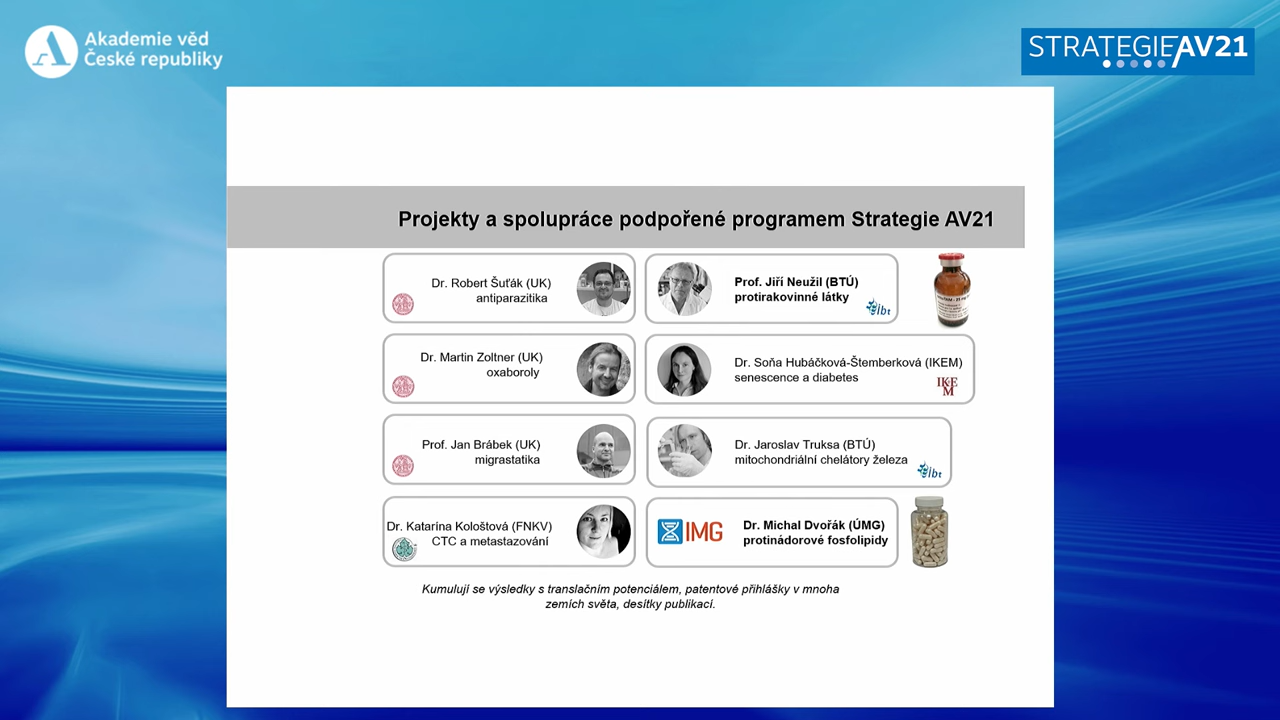 Akademie věd
České republiky
STRATEGIE AV21
Projekty a spolupráce podpořené programem Strategie AV21
Dr. Robert Šuťák (UK)
antiparazitika
Prof. Jiří Neužil (BTÚ)
protirakovinné látky
ibt
Dr. Martin Zoltner (UK)
oxaboroly
Dr. Soňa Hubáčková-Štemberková (IKEM)
senescence a diabetes
IKE
M
Prof. Jan Brábek (UK)
migrastatika
Dr. Jaroslav Truksa (BTÚ)
mitochondriální chelátory železa
ibt
Dr. Katarína Kološtová (FNKV)
CTC a metastazování
IMG
Dr. Michal Dvořák (ÚMG)
protinádorové fosfolipidy
Kumulují se výsledky s translačním potenciálem, patentové přihlášky v mnoha
zemích světa, desítky publikací.